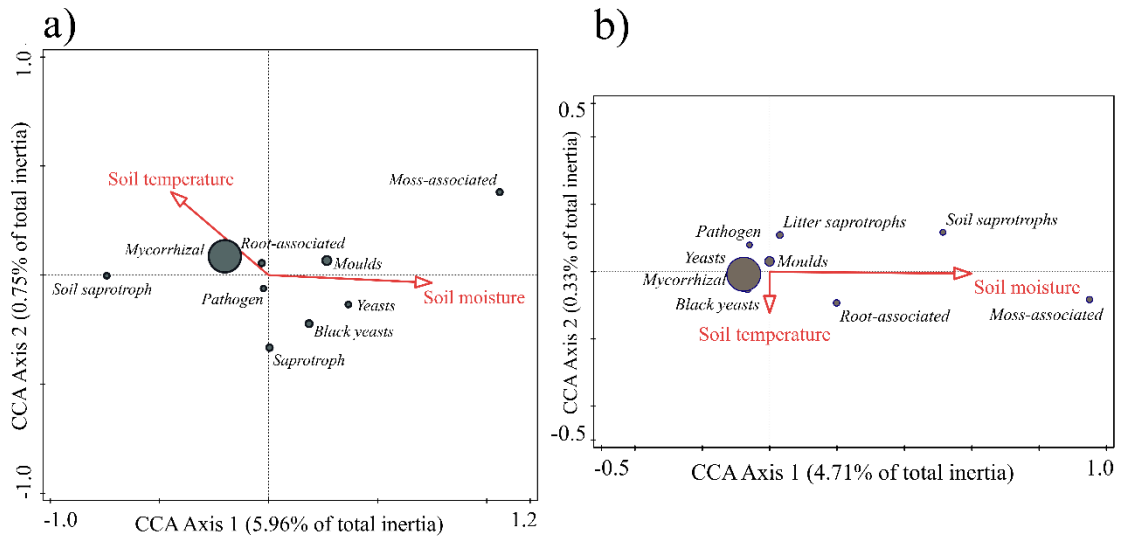 a)
1.0
CCA Axis 2 (0.75% of total inertia)
-1.0
Soil temperature
Moss-associated
Mycorrhizal
Root-associated
Moulds
Soil saprotroph
Pathogen
Soil moisture
Yeasts
Black yeasts
Saprotroph
-1.0
1.2
CCA Axis 1 (5.96% of total inertia)
b)
0.5
CCA Axis 2 (0.33% of total inertia)
-0.5
Pathogen
Litter saprotrophs
Soil saprotrophs
Yeasts
Moulds
Mycorrhizal
Soil moisture
Black yeasts
Root-associated
Moss-associated
Soil temperature
-0.5
1.0
CCA Axis 1 (4.71% of total inertia)